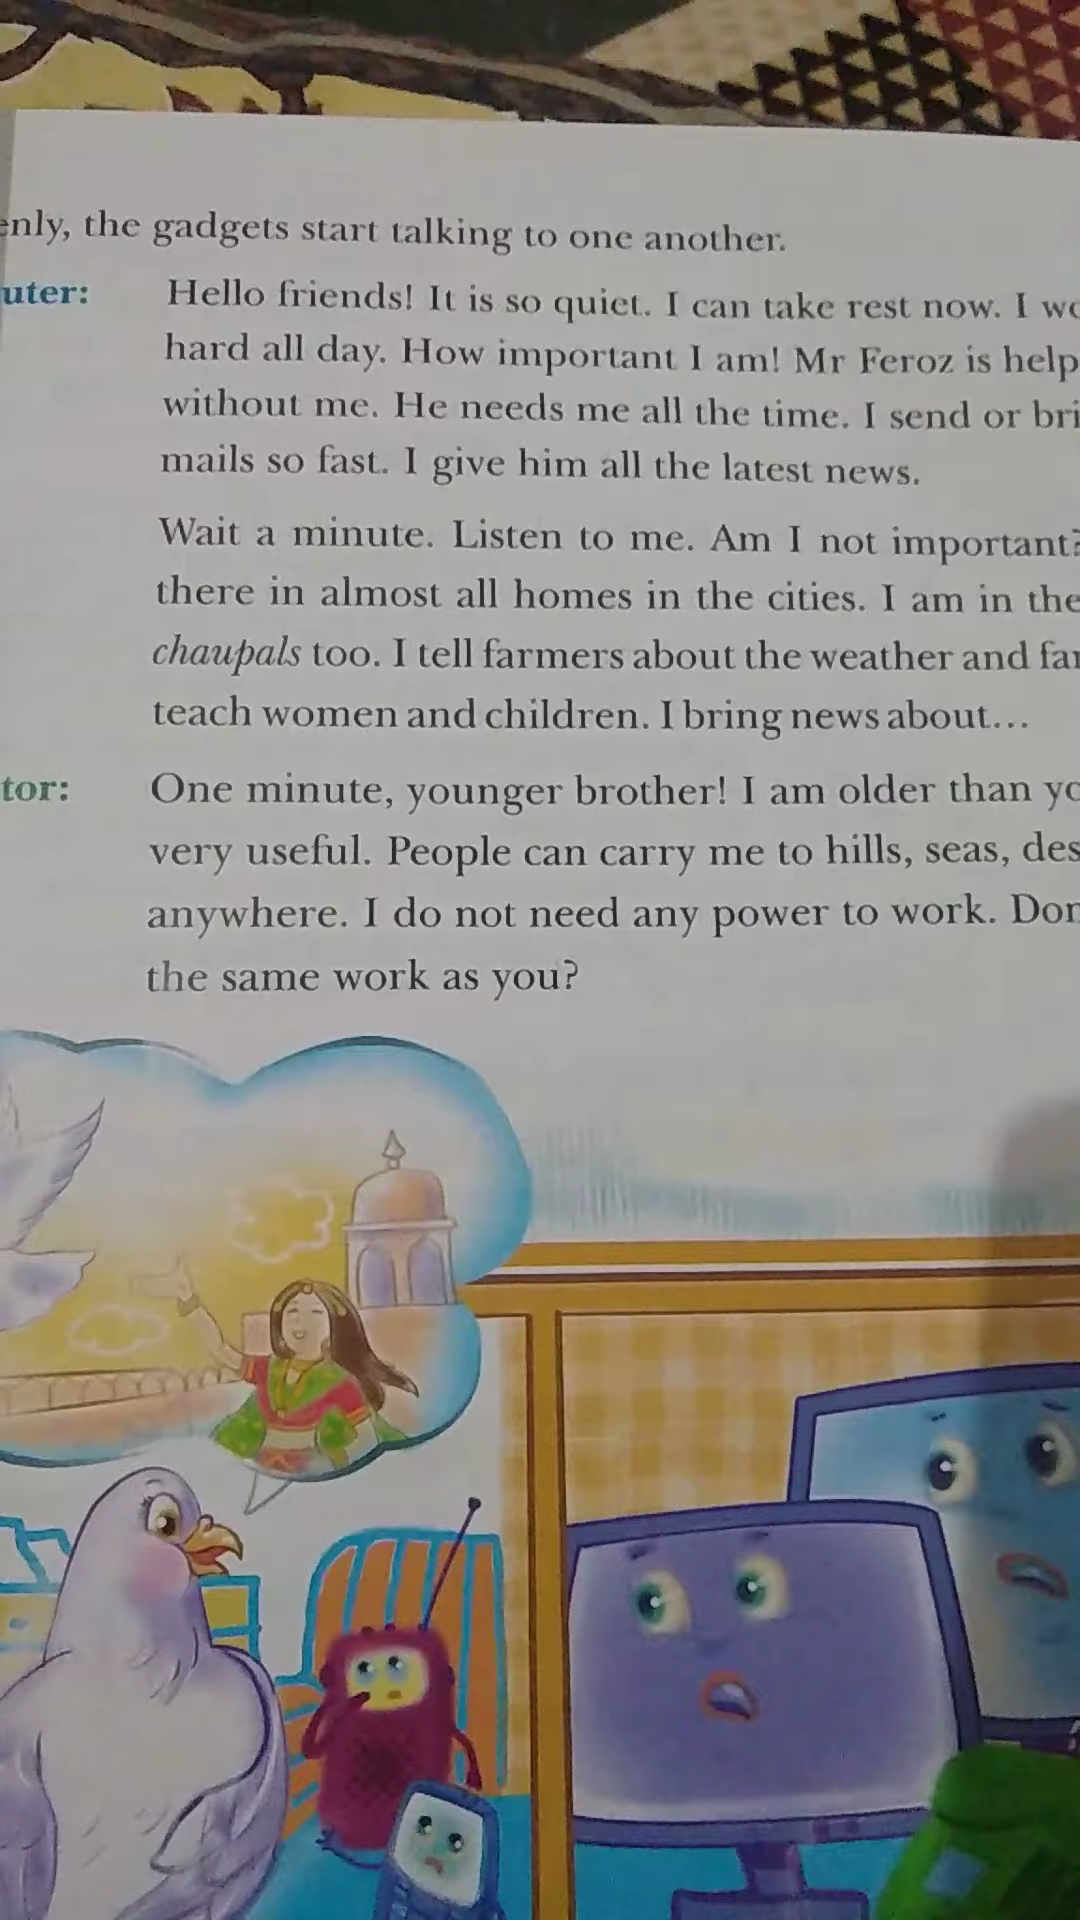 enly, the gadgets start talking to one another.
uter: Hello friends! It is so quiet. I can take rest now. I wo
hard all day. How important I am! Mr Feroz is help
without me. He needs me all the time. I send or bri
mails so fast. I give him all the latest news.
Wait a minute. Listen to me. Am I not important?
there in almost all homes in the cities. I am in the
chaupals too. I tell farmers about the weather and far
teach women and children. I bring news about...
tor: One minute, younger brother! I am older than yo
very useful. People can carry me to hills, seas, des
anywhere. I do not need any power to work. Don
the same work as you?